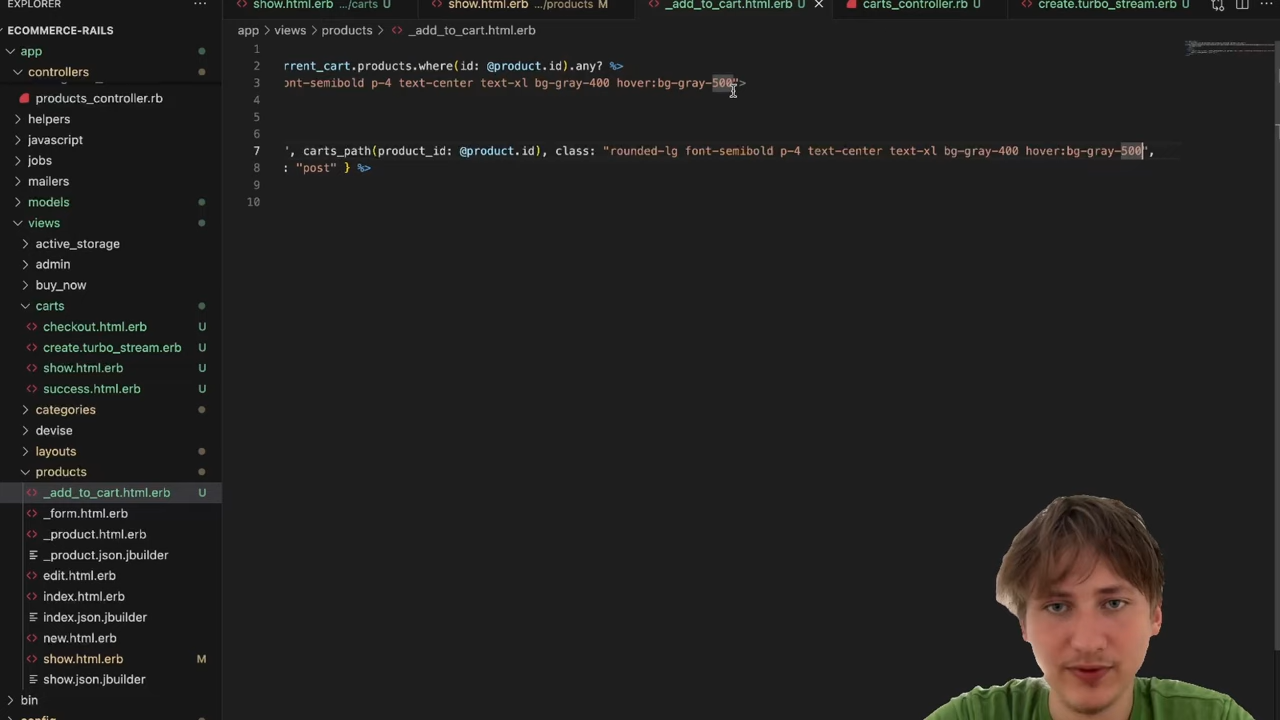 EXPLORER
···
show.html.erb .../carts U
show.html.erb .../products M
_add_to_cart.html.erb U
carts_controller.rb U
create.turbo_stream.erb U
ECOMMERCE-RAILS
app > views > products > _add_to_cart.html.erb
app
controllers
products_controller.rb
helpers
javascript
jobs
mailers
models
views
active_storage
admin
buy_now
carts
checkout.html.erb U
create.turbo_stream.erb U
show.html.erb U
success.html.erb U
categories
devise
layouts
products
_add_to_cart.html.erb U
_form.html.erb
_product.html.erb
_product.json.jbuilder
edit.html.erb
index.html.erb
index.json.jbuilder
new.html.erb
show.html.erb M
show.json.jbuilder
bin
1
2 rrent_cart.products.where(id: @product.id).any? %>
3 ont-semibold p-4 text-center text-xl bg-gray-400 hover:bg-gray-500">
4
5
6
7 ', carts_path(product_id: @product.id), class: "rounded-lg font-semibold p-4 text-center text-xl bg-gray-400 hover:bg-gray-500",
8 : "post" } %>
9
10